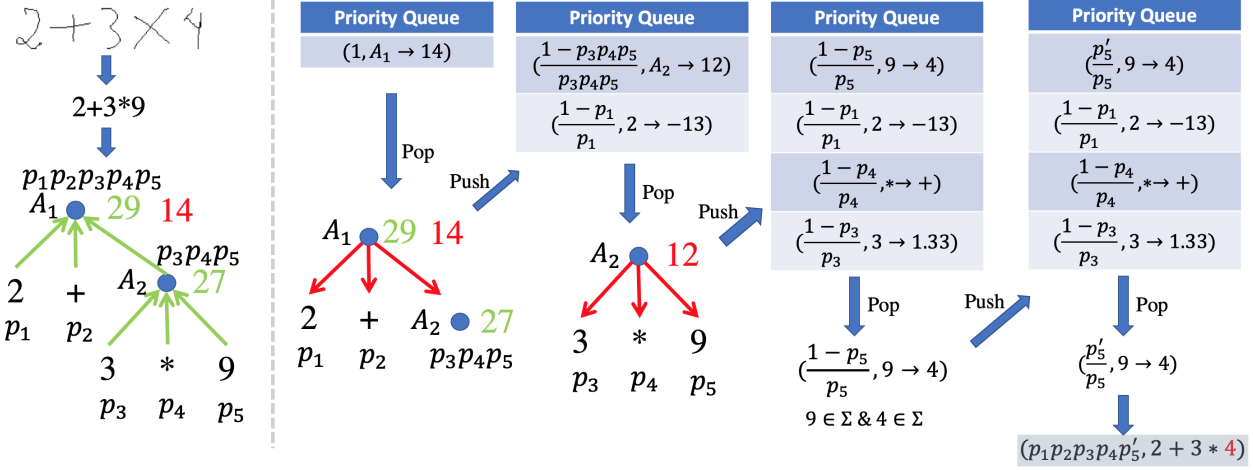 2+3×4
2+3*9
p₁p₂p₃p₄p₅
A₁ 29 14
p₃p₄p₅
A₂ 27
2 +
p₁ p₂
3 * 9
p₃ p₄ p₅
Priority Queue
(1, A₁ → 14)
Pop
Push
A₁ 29 14
2 + A₂ 27
p₁ p₂ p₃p₄p₅
Priority Queue
((1 − p₃p₄p₅)/(p₃p₄p₅), A₂ → 12)
((1 − p₁)/p₁, 2 → −13)
Pop
Push
A₂ 12
3 * 9
p₃ p₄ p₅
Priority Queue
((1 − p₅)/p₅, 9 → 4)
((1 − p₁)/p₁, 2 → −13)
((1 − p₄)/p₄, *→ +)
((1 − p₃)/p₃, 3 → 1.33)
Pop
Push
((1 − p₅)/p₅, 9 → 4)
9 ∈ Σ & 4 ∈ Σ
Priority Queue
(p₅′/p₅, 9 → 4)
((1 − p₁)/p₁, 2 → −13)
((1 − p₄)/p₄, *→ +)
((1 − p₃)/p₃, 3 → 1.33)
Pop
(p₅′/p₅, 9 → 4)
(p₁p₂p₃p₄p₅′, 2 + 3 * 4)